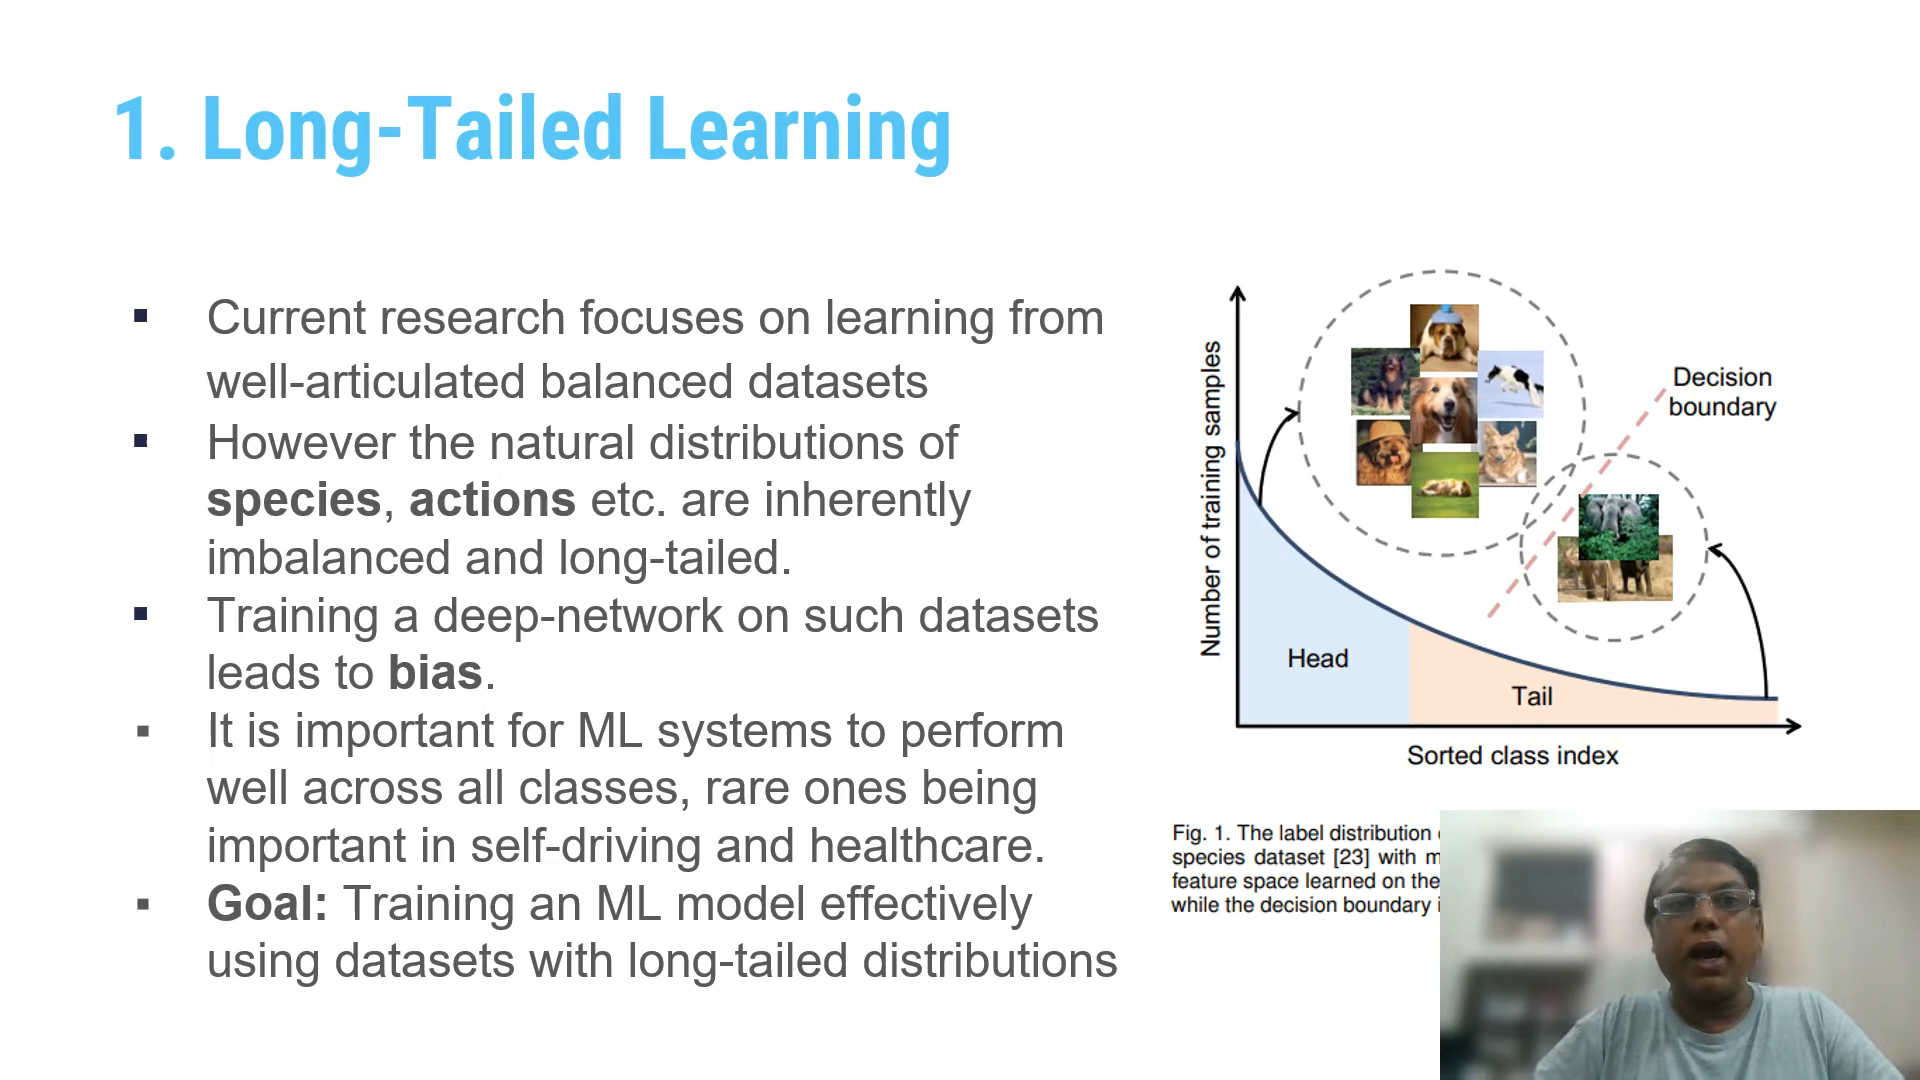 1. Long-Tailed Learning
Current research focuses on learning from
well-articulated balanced datasets
However the natural distributions of
species, actions etc. are inherently
imbalanced and long-tailed.
Training a deep-network on such datasets
leads to bias.
It is important for ML systems to perform
well across all classes, rare ones being
important in self-driving and healthcare.
Goal: Training an ML model effectively
using datasets with long-tailed distributions
Number of training samples
Decision
boundary
Head
Tail
Sorted class index
Fig. 1. The label distribution
species dataset [23] with
feature space learned on the
while the decision boundary